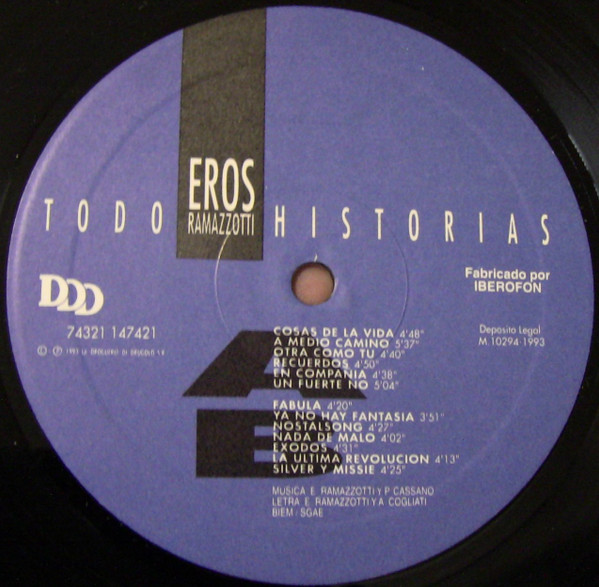 EROS
RAMAZZOTTI
TODO HISTORIAS
DDD
Fabricado por
IBEROFON
74321 147421
Deposito Legal
M.10294-1993
COSAS DE LA VIDA 4'48"
A MEDIO CAMINO 5'37"
OTRA COMO TU 4'40"
RECUERDOS 4'50"
EN COMPANIA 4'38"
UN FUERTE NO 5'04"
FABULA 4'20"
YA NO HAY FANTASIA 3'51"
NOSTALSONG 4'27"
NADA DE MALO 4'02"
EXODOS 4'31"
LA ULTIMA REVOLUCION 4'13"
SILVER Y MISSIE 4'25"
A
E
MUSICA E. RAMAZZOTTI Y P. CASSANO
LETRA E. RAMAZZOTTI Y A. COGLIATI
BIEM / SGAE